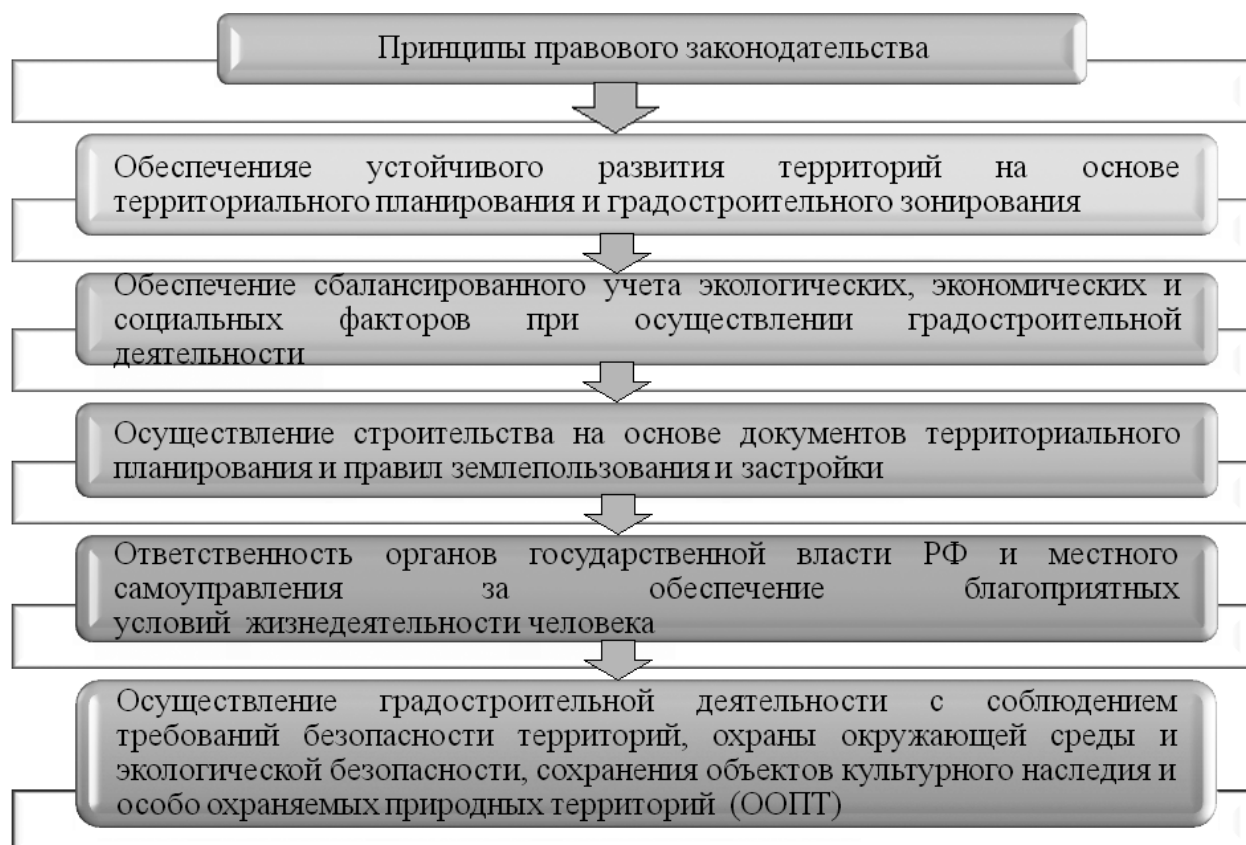 Принципы правового законодательства
Обеспеченияе устойчивого развития территорий на основе
территориального планирования и градостроительного зонирования
Обеспечение сбалансированного учета экологических, экономических и
социальных факторов при осуществлении градостроительной
деятельности
Осуществление строительства на основе документов территориального
планирования и правил землепользования и застройки
Ответственность органов государственной власти РФ и местного
самоуправления за обеспечение благоприятных
условий жизнедеятельности человека
Осуществление градостроительной деятельности с соблюдением
требований безопасности территорий, охраны окружающей среды и
экологической безопасности, сохранения объектов культурного наследия и
особо охраняемых природных территорий (ООПТ)